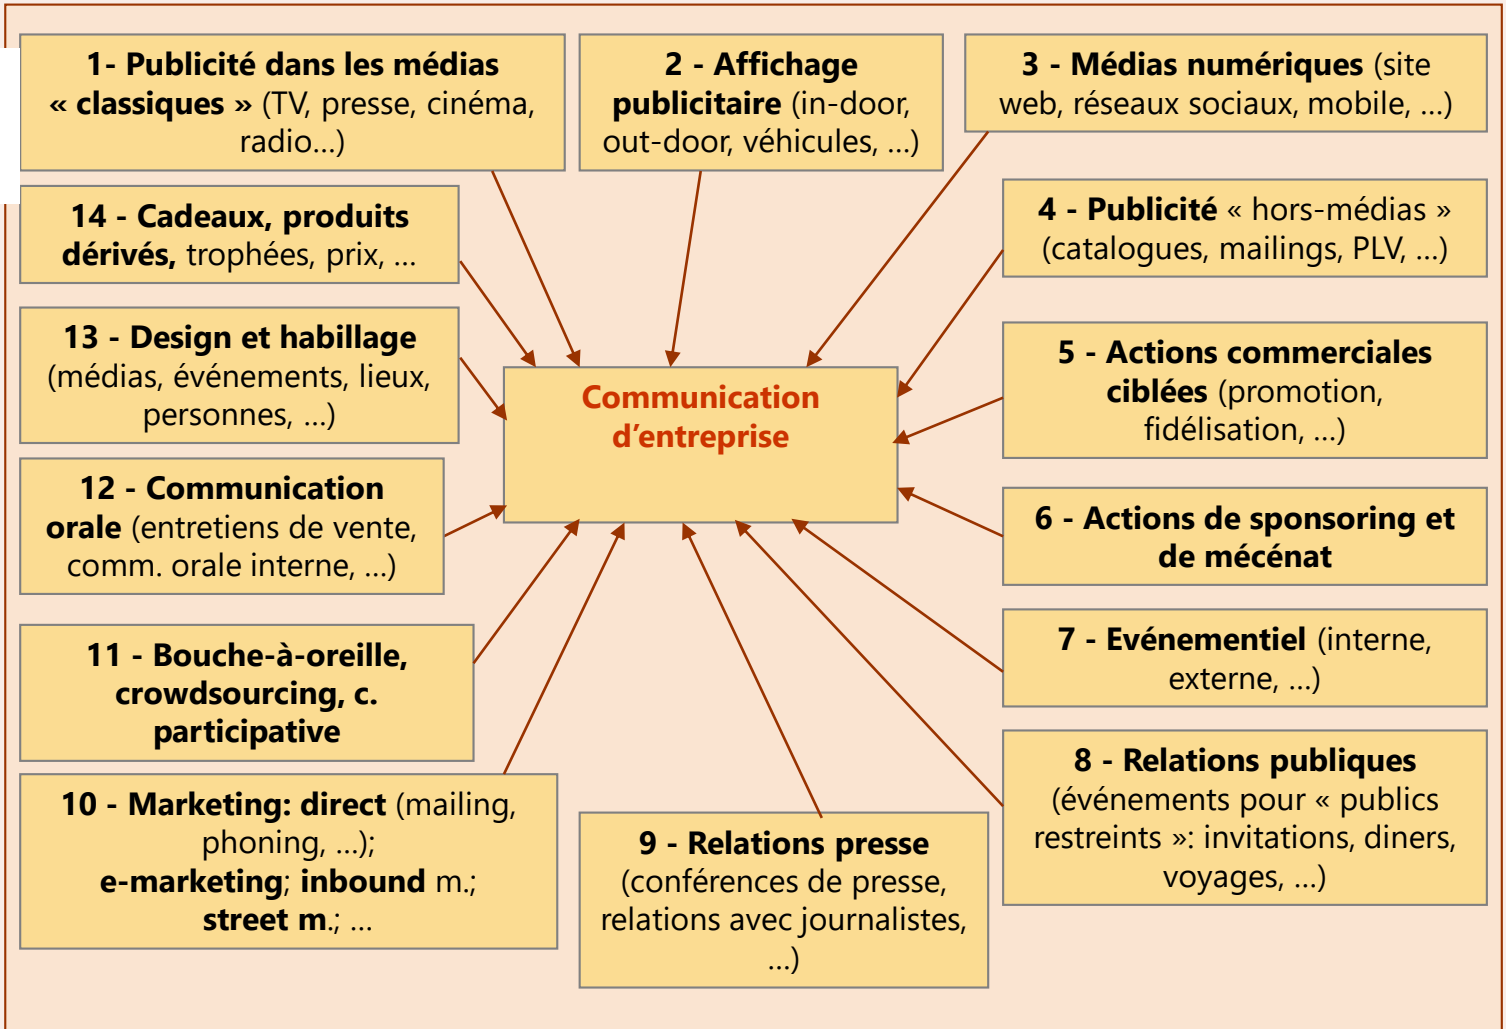 1- Publicité dans les médias
« classiques » (TV, presse, cinéma,
radio...)
2 - Affichage
publicitaire (in-door,
out-door, véhicules, ...)
3 - Médias numériques (site
web, réseaux sociaux, mobile, ...)
14 - Cadeaux, produits
dérivés, trophées, prix, ...
4 - Publicité « hors-médias »
(catalogues, mailings, PLV, ...)
13 - Design et habillage
(médias, événements, lieux,
personnes, ...)
Communication
d’entreprise
5 - Actions commerciales
ciblées (promotion,
fidélisation, ...)
12 - Communication
orale (entretiens de vente,
comm. orale interne, ...)
6 - Actions de sponsoring et
de mécénat
11 - Bouche-à-oreille,
crowdsourcing, c.
participative
7 - Evénementiel (interne,
externe, ...)
10 - Marketing: direct (mailing,
phoning, ...);
e-marketing; inbound m.;
street m.; ...
9 - Relations presse
(conférences de presse,
relations avec journalistes,
...)
8 - Relations publiques
(événements pour « publics
restreints »: invitations, diners,
voyages, ...)